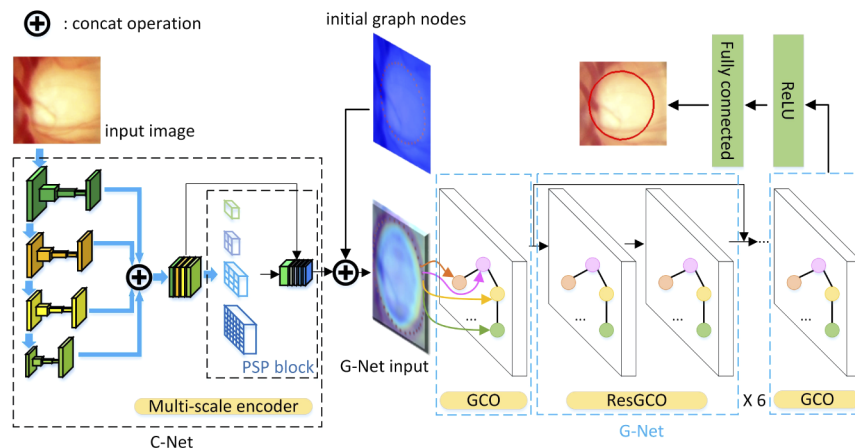 : concat operation
initial graph nodes
input image
Fully connected
ReLU
PSP block
G-Net input
Multi-scale encoder
C-Net
GCO
...
...
...
...
ResGCO
X 6
GCO
G-Net